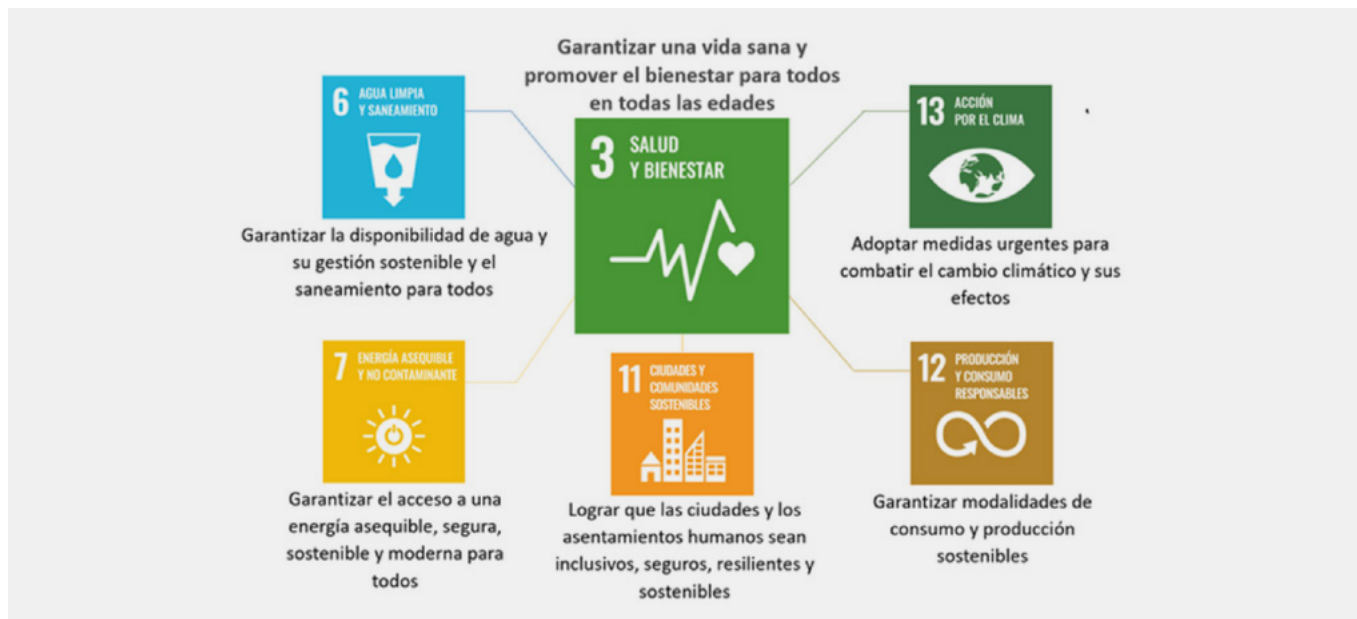 Garantizar una vida sana y
promover el bienestar para todos
en todas las edades
6 AGUA LIMPIA
Y SANEAMIENTO
Garantizar la disponibilidad de agua y
su gestión sostenible y el
saneamiento para todos
3 SALUD
Y BIENESTAR
13 ACCIÓN
POR EL CLIMA
Adoptar medidas urgentes para
combatir el cambio climático y sus
efectos
7 ENERGÍA ASEQUIBLE
Y NO CONTAMINANTE
Garantizar el acceso a una
energía asequible, segura,
sostenible y moderna para
todos
11 CIUDADES Y
COMUNIDADES
SOSTENIBLES
Lograr que las ciudades y los
asentamientos humanos sean
inclusivos, seguros, resilientes y
sostenibles
12 PRODUCCIÓN
Y CONSUMO
RESPONSABLES
Garantizar modalidades de
consumo y producción
sostenibles